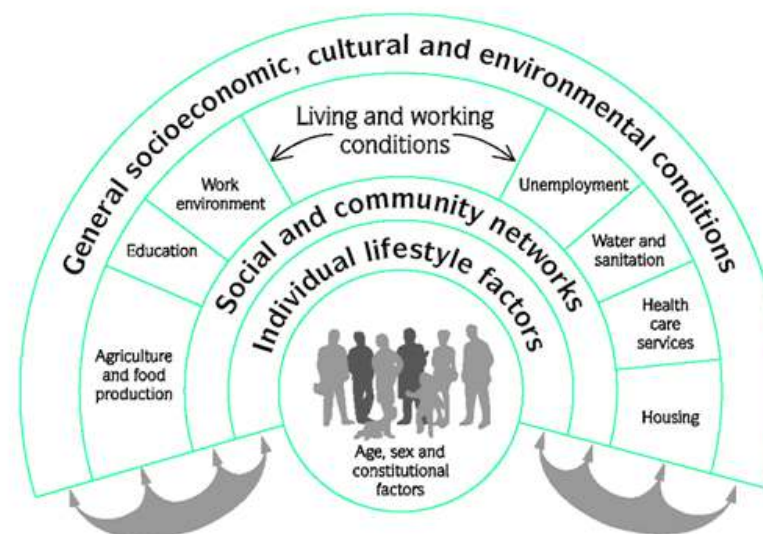 General socioeconomic, cultural and environmental conditions
Living and working
conditions
Work
environment
Unemployment
Education
Water and
sanitation
Social and community networks
Individual lifestyle factors
Agriculture
and food
production
Health
care
services
Housing
Age, sex and
constitutional
factors